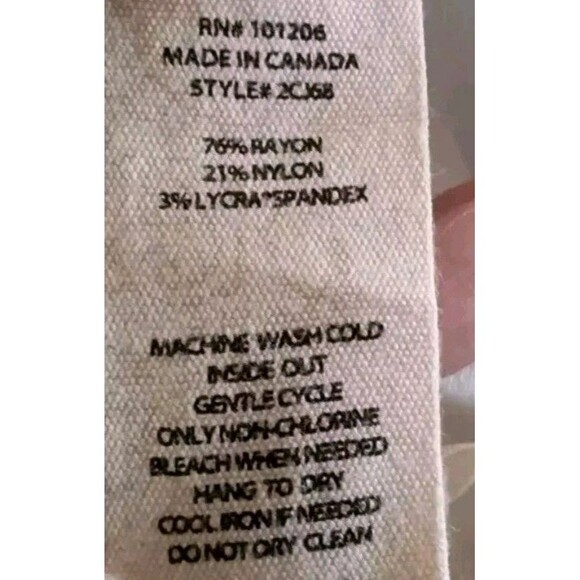 RN# 101206
MADE IN CANADA
STYLE# 2CJ68
76% RAYON
21% NYLON
3% LYCRA®SPANDEX
MACHINE WASH COLD
INSIDE OUT
GENTLE CYCLE
ONLY NON-CHLORINE
BLEACH WHEN NEEDED
HANG TO DRY
COOL IRON IF NEEDED
DO NOT DRY CLEAN